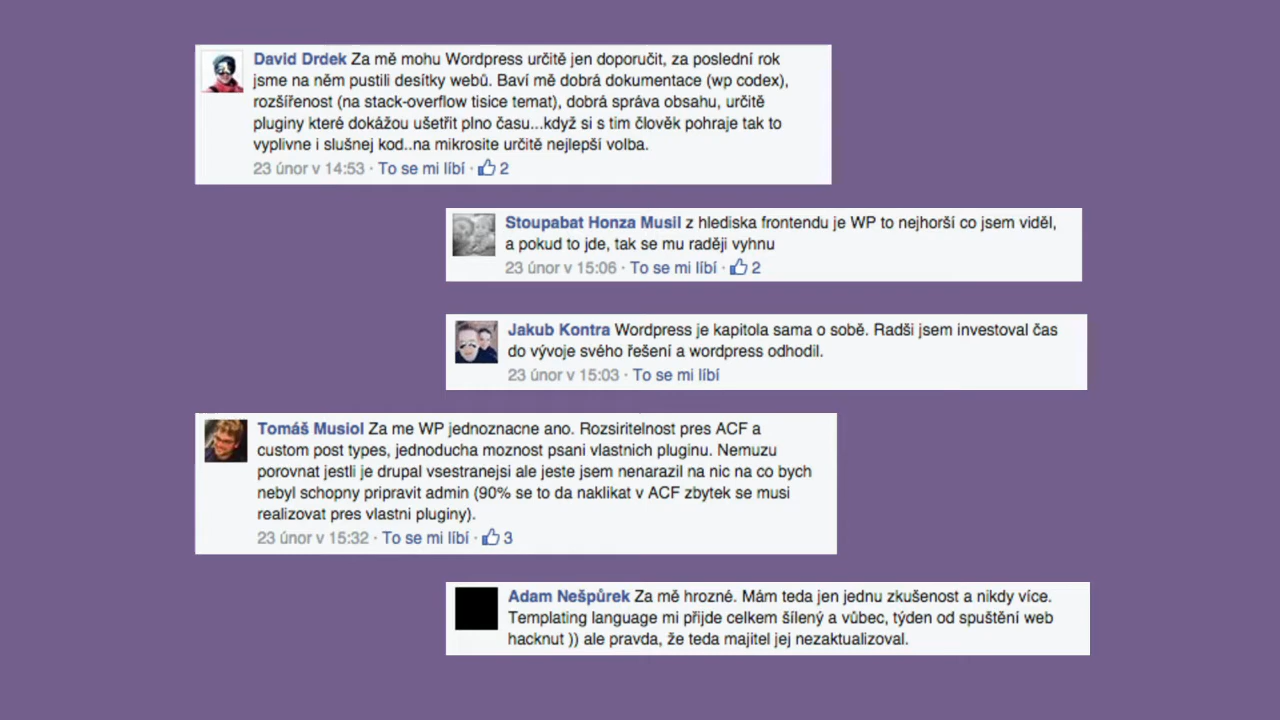 David Drdek Za mě mohu Wordpress určitě jen doporučit, za poslední rok
jsme na něm pustili desítky webů. Baví mě dobrá dokumentace (wp codex),
rozšířenost (na stack-overflow tisice temat), dobrá správa obsahu, určitě
pluginy které dokážou ušetřit plno času...když si s tim člověk pohraje tak to
vyplivne i slušnej kod..na mikrosite určitě nejlepší volba.
23 únor v 14:53 · To se mi líbí · 2
Stoupabat Honza Musil z hlediska frontendu je WP to nejhorší co jsem viděl,
a pokud to jde, tak se mu raději vyhnu
23 únor v 15:06 · To se mi líbí · 2
Jakub Kontra Wordpress je kapitola sama o sobě. Radši jsem investoval čas
do vývoje svého řešení a wordpress odhodil.
23 únor v 15:03 · To se mi líbí
Tomáš Musiol Za me WP jednoznacne ano. Rozsiritelnost pres ACF a
custom post types, jednoducha moznost psani vlastnich pluginu. Nemuzu
porovnat jestli je drupal vsestranejsi ale jeste jsem nenarazil na nic na co bych
nebyl schopny pripravit admin (90% se to da naklikat v ACF zbytek se musi
realizovat pres vlastni pluginy).
23 únor v 15:32 · To se mi líbí · 3
Adam Nešpůrek Za mě hrozné. Mám teda jen jednu zkušenost a nikdy více.
Templating language mi přijde celkem šílený a vůbec, týden od spuštění web
hacknut )) ale pravda, že teda majitel jej nezaktualizoval.